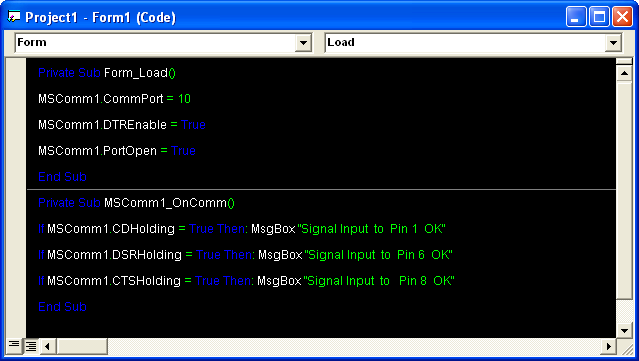 Project1 - Form1 (Code)
Form Load
Private Sub Form_Load()
MSComm1.CommPort = 10
MSComm1.DTREnable = True
MSComm1.PortOpen = True
End Sub
Private Sub MSComm1_OnComm()
If MSComm1.CDHolding = True Then: MsgBox "Signal Input to Pin 1 OK"
If MSComm1.DSRHolding = True Then: MsgBox "Signal Input to Pin 6 OK"
If MSComm1.CTSHolding = True Then: MsgBox "Signal Input to Pin 8 OK"
End Sub